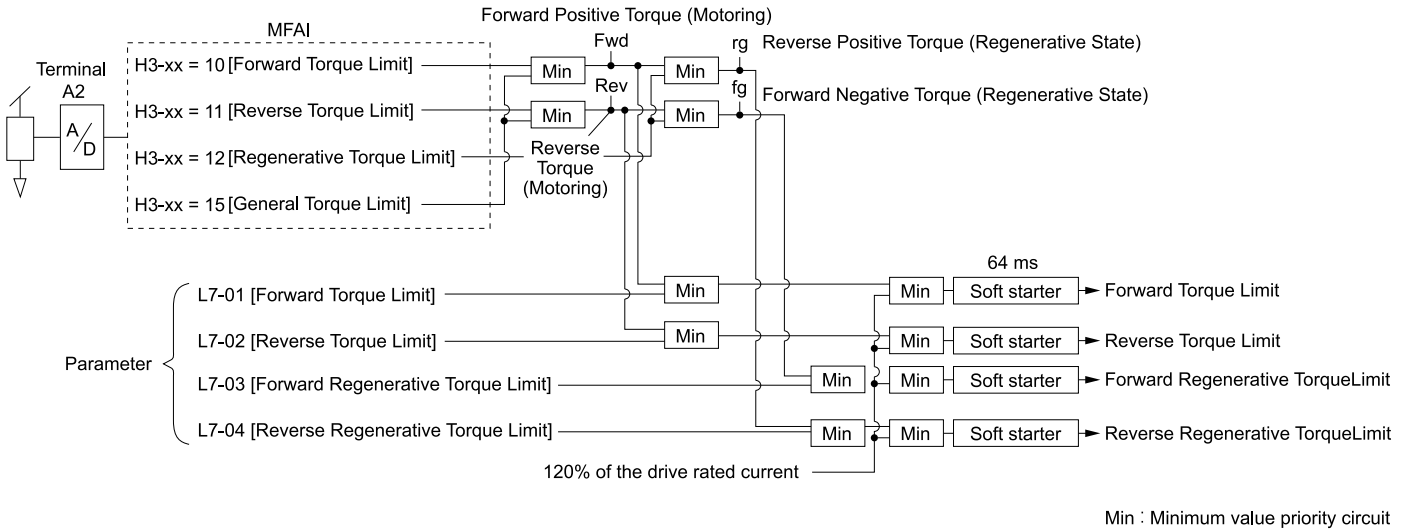 Forward Positive Torque (Motoring)
MFAI
Fwd
rg
Reverse Positive Torque (Regenerative State)
Terminal
A2
H3-xx = 10 [Forward Torque Limit]
Min
Min
Rev
fg
Forward Negative Torque (Regenerative State)
H3-xx = 11 [Reverse Torque Limit]
Min
Min
A/D
H3-xx = 12 [Regenerative Torque Limit]
Reverse
Torque
(Motoring)
H3-xx = 15 [General Torque Limit]
64 ms
L7-01 [Forward Torque Limit]
Min
Min
Soft starter
Forward Torque Limit
L7-02 [Reverse Torque Limit]
Min
Min
Soft starter
Reverse Torque Limit
Parameter
L7-03 [Forward Regenerative Torque Limit]
Min
Min
Soft starter
Forward Regenerative TorqueLimit
L7-04 [Reverse Regenerative Torque Limit]
Min
Min
Soft starter
Reverse Regenerative TorqueLimit
120% of the drive rated current
Min : Minimum value priority circuit